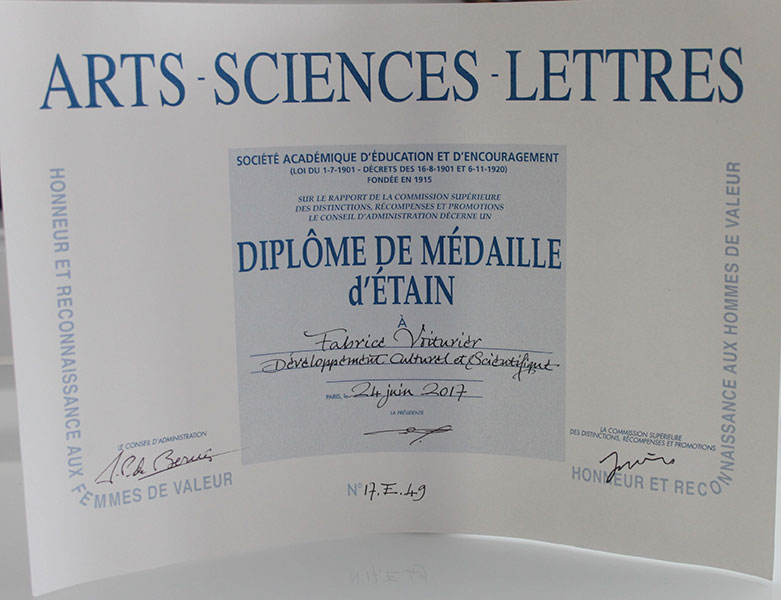 ARTS - SCIENCES - LETTRES
SOCIÉTÉ ACADÉMIQUE D'ÉDUCATION ET D'ENCOURAGEMENT
(LOI DU 1-7-1901 - DÉCRETS DES 16-8-1901 ET 6-11-1920)
FONDÉE EN 1915
SUR LE RAPPORT DE LA COMMISSION SUPÉRIEURE
DES DISTINCTIONS, RÉCOMPENSES ET PROMOTIONS
LE CONSEIL D'ADMINISTRATION DÉCERNE UN
DIPLÔME DE MÉDAILLE
d'ÉTAIN
À
Fabrice Voiturier
Développement Culturel et Scientifique
PARIS, le 24 juin 2017
LA PRÉSIDENTE
LE CONSEIL D'ADMINISTRATION
LA COMMISSION SUPÉRIEURE
DES DISTINCTIONS, RÉCOMPENSES ET PROMOTIONS
N° 17.E.49
HONNEUR ET RECONNAISSANCE AUX FEMMES DE VALEUR
HONNEUR ET RECONNAISSANCE AUX HOMMES DE VALEUR